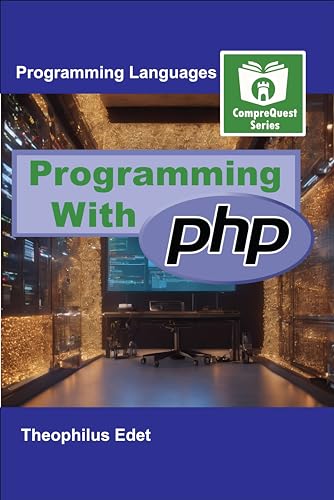 Programming Languages
CompreQuest
Series
Programming
With
php
Theophilus Edet